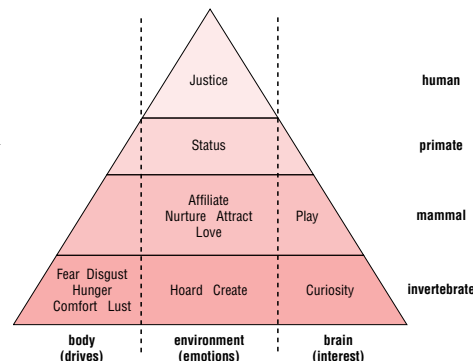 Justice
human
Status
primate
Affiliate
Nurture Attract
Love
Play
mammal
Fear Disgust
Hunger
Comfort Lust
Hoard Create
Curiosity
invertebrate
body
(drives)
environment
(emotions)
brain
(interest)